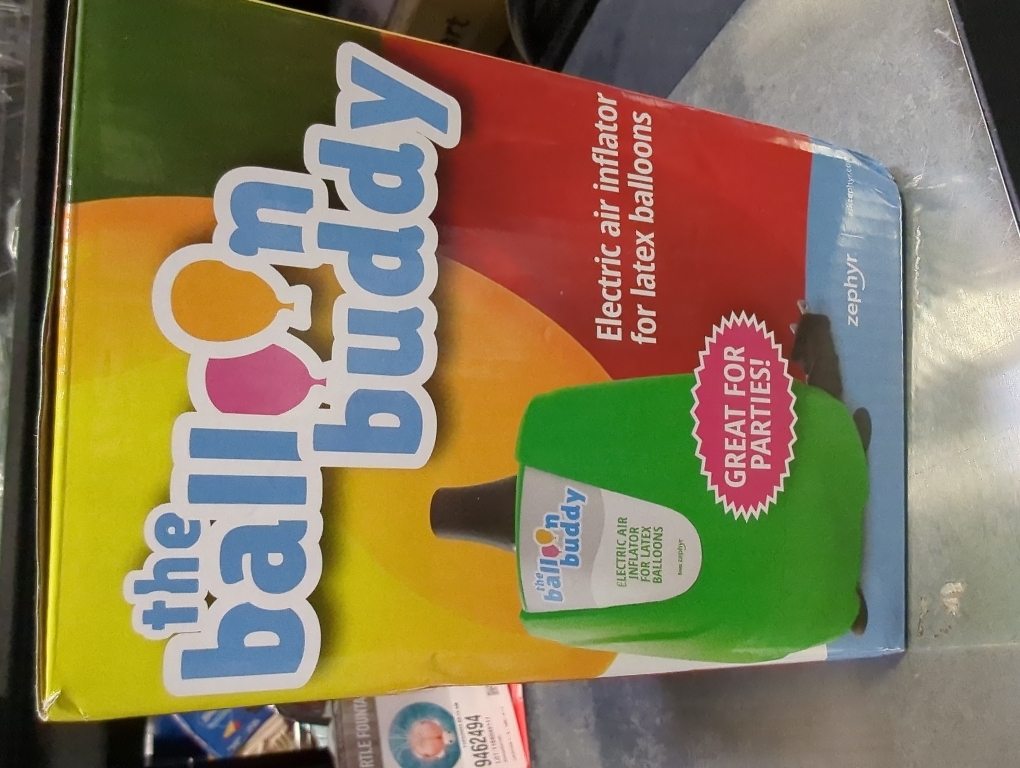 the
balloon
buddy
Electric air inflator
for latex balloons
the
balloon
buddy
ELECTRIC AIR
INFLATOR
FOR LATEX
BALLOONS
from zephyr
GREAT FOR
PARTIES!
zephyr
9462494